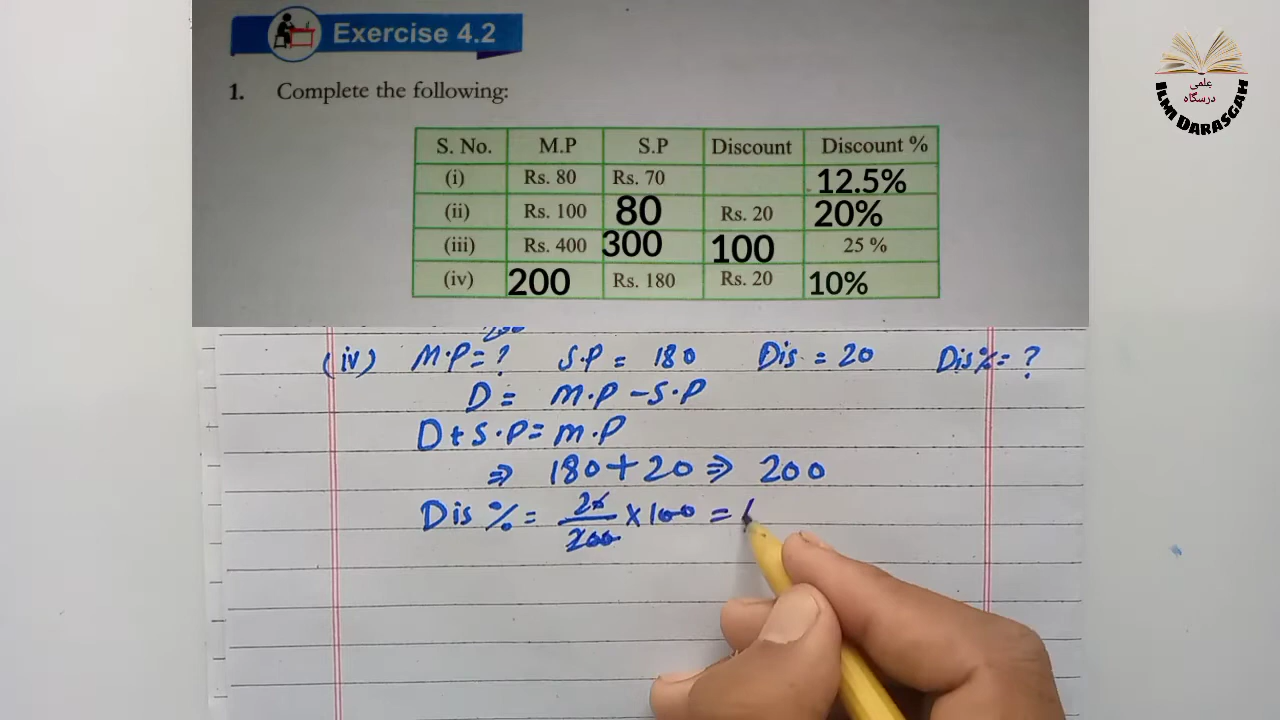 Exercise 4.2
علمی
درسگاہ
ILMI DARASGAH
1. Complete the following:
S. No. M.P S.P Discount Discount %
(i) Rs. 80 Rs. 70 12.5%
(ii) Rs. 100 80 Rs. 20 20%
(iii) Rs. 400 300 100 25 %
(iv) 200 Rs. 180 Rs. 20 10%
(iv) M.P = ? S.P = 180 Dis. = 20 Dis% = ?
D = M.P - S.P
D + S.P = M.P
⇒ 180 + 20 ⇒ 200
Dis % = 20/200 × 100 =